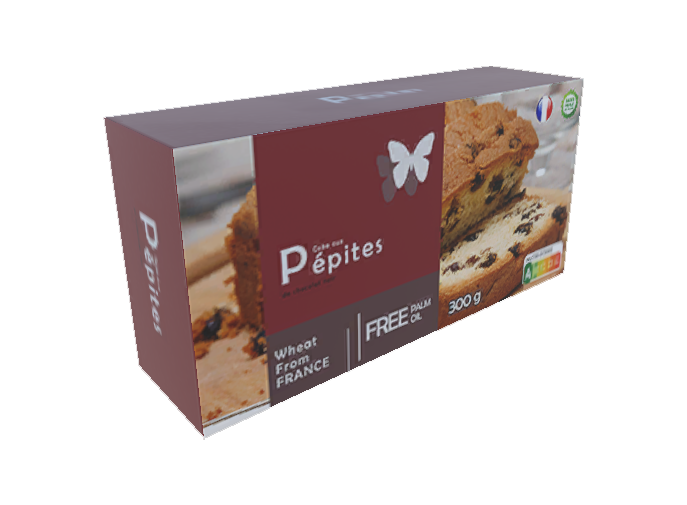 Pépites
Cake aux
Pépites
Wheat
From
FRANCE
FREE PALM
OIL
300 g
A